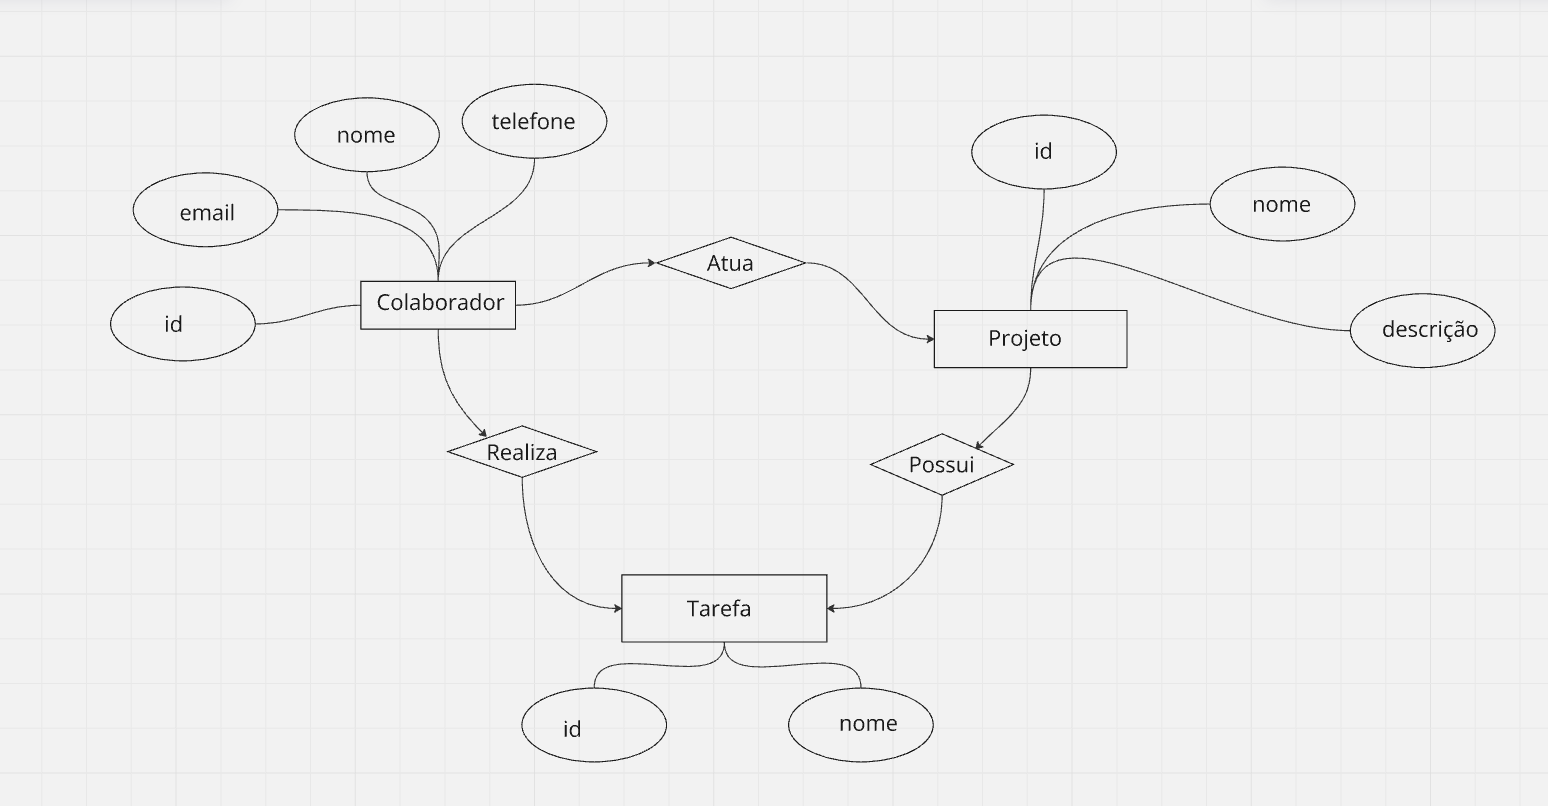 telefone
nome
id
nome
email
Atua
Colaborador
id
descrição
Projeto
Realiza
Possui
Tarefa
id
nome